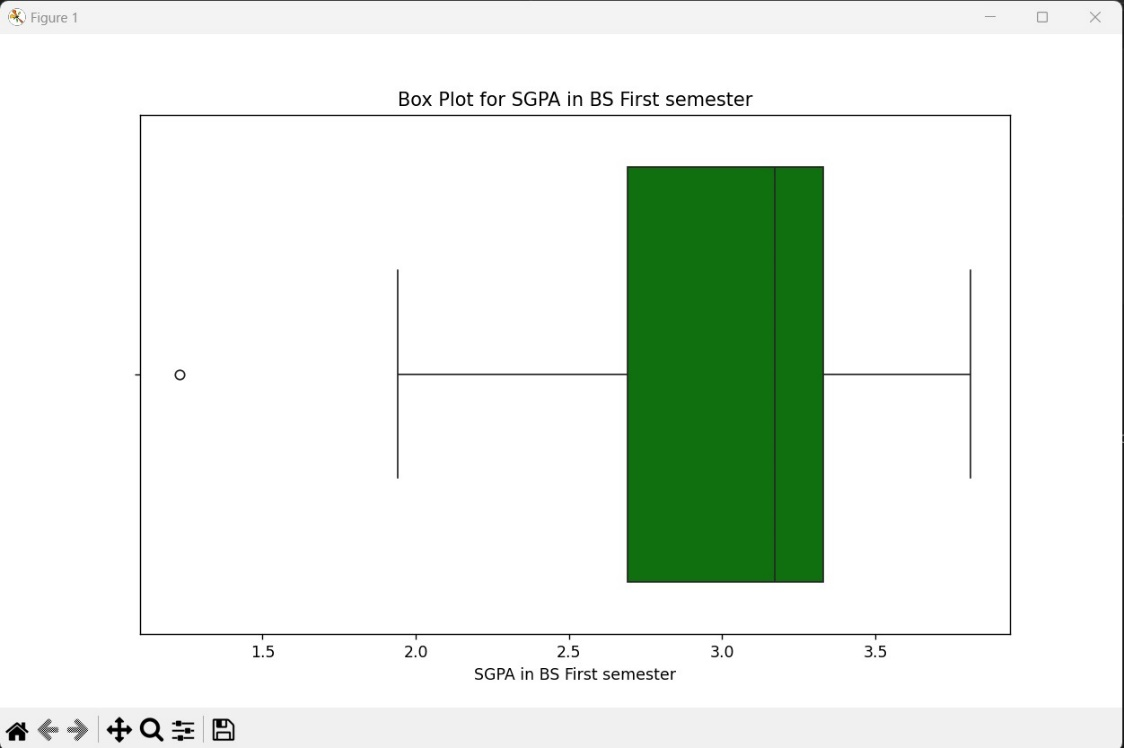 Figure 1
Box Plot for SGPA in BS First semester
1.5 2.0 2.5 3.0 3.5
SGPA in BS First semester